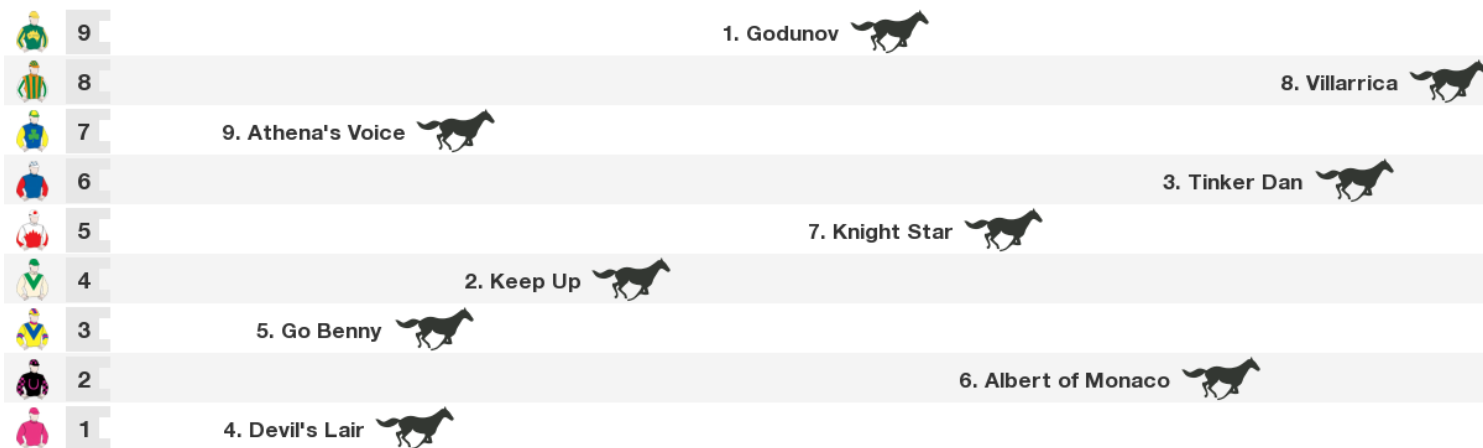 9 1. Godunov
8 8. Villarrica
7 9. Athena's Voice
6 3. Tinker Dan
5 7. Knight Star
4 2. Keep Up
3 5. Go Benny
2 6. Albert of Monaco
1 4. Devil's Lair